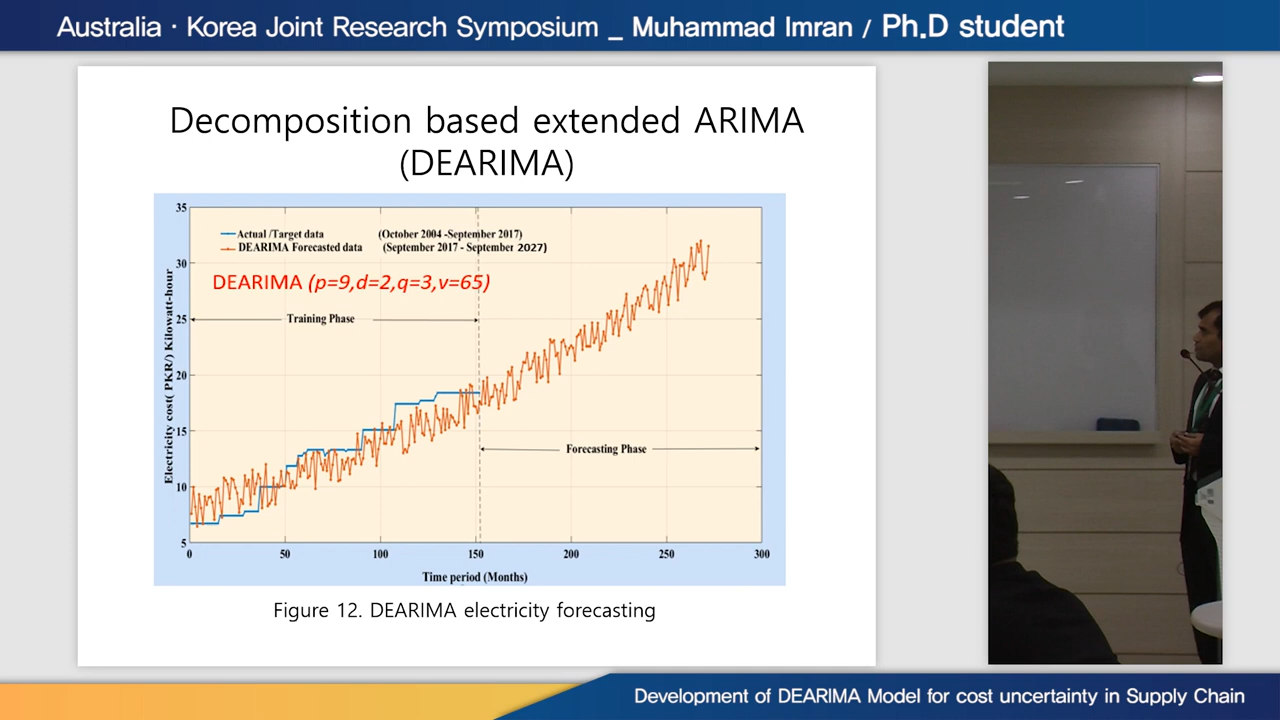 Australia · Korea Joint Research Symposium _ Muhammad Imran / Ph.D student
Decomposition based extended ARIMA
(DEARIMA)
35
30
25
20
15
10
5
Electricity cost( PKR/) Kilowatt-hour
Actual /Target data (October 2004 -September 2017)
DEARIMA Forecasted data (September 2017 - September 2027)
DEARIMA (p=9,d=2,q=3,v=65)
Training Phase
Forecasting Phase
0 50 100 150 200 250 300
Time period (Months)
Figure 12. DEARIMA electricity forecasting
Development of DEARIMA Model for cost uncertainty in Supply Chain